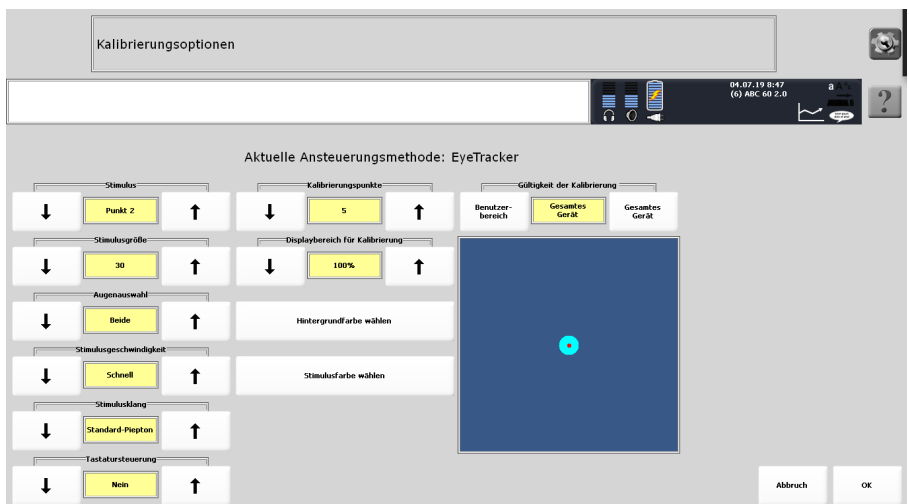 Kalibrierungsoptionen
04.07.19 8:47
(6) ABC 60 2.0
a
?
Aktuelle Ansteuerungsmethode: EyeTracker
Stimulus
Punkt 2
Kalibrierungspunkte
5
Gültigkeit der Kalibrierung
Benutzer-
bereich
Gesamtes
Gerät
Gesamtes
Gerät
Stimulusgröße
30
Displaybereich für Kalibrierung
100%
Augenauswahl
Beide
Hintergrundfarbe wählen
Stimulusgeschwindigkeit
Schnell
Stimulusfarbe wählen
Stimulusklang
Standard-Piepton
Tastatursteuerung
Nein
Abbruch
OK